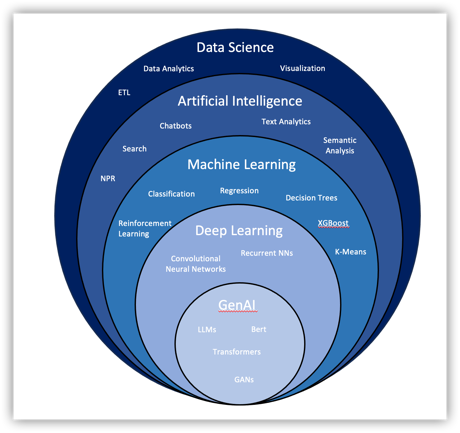 Data Science
Data Analytics
Visualization
ETL
Artificial Intelligence
Chatbots
Text Analytics
Search
Semantic
Analysis
NPR
Machine Learning
Classification
Regression
Decision Trees
Reinforcement
Learning
XGBoost
K-Means
Deep Learning
Convolutional
Neural Networks
Recurrent NNs
GenAI
LLMs
Bert
Transformers
GANs